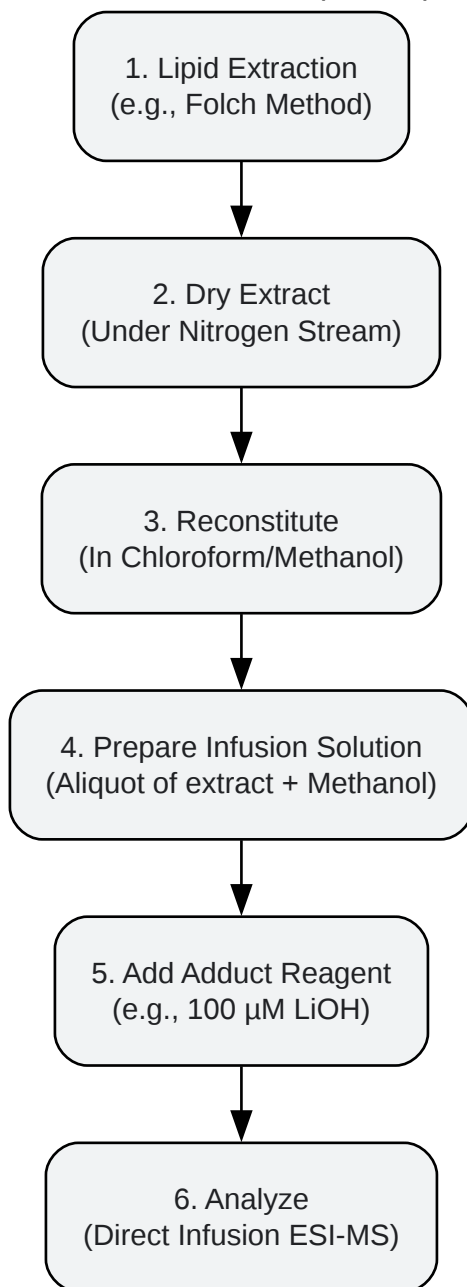 1. Lipid Extraction
(e.g., Folch Method)
2. Dry Extract
(Under Nitrogen Stream)
3. Reconstitute
(In Chloroform/Methanol)
4. Prepare Infusion Solution
(Aliquot of extract + Methanol)
5. Add Adduct Reagent
(e.g., 100 µM LiOH)
6. Analyze
(Direct Infusion ESI-MS)